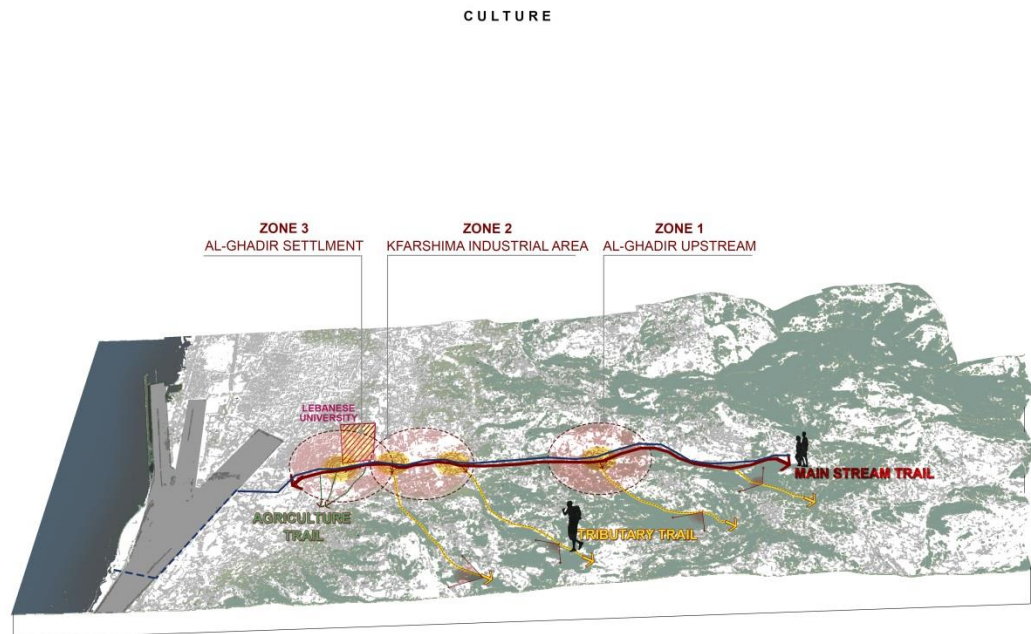 CULTURE
ZONE 3
AL-GHADIR SETTLMENT
ZONE 2
KFARSHIMA INDUSTRIAL AREA
ZONE 1
AL-GHADIR UPSTREAM
LEBANESE
UNIVERSITY
MAIN STREAM TRAIL
AGRICULTURE
TRAIL
TRIBUTARY TRAIL